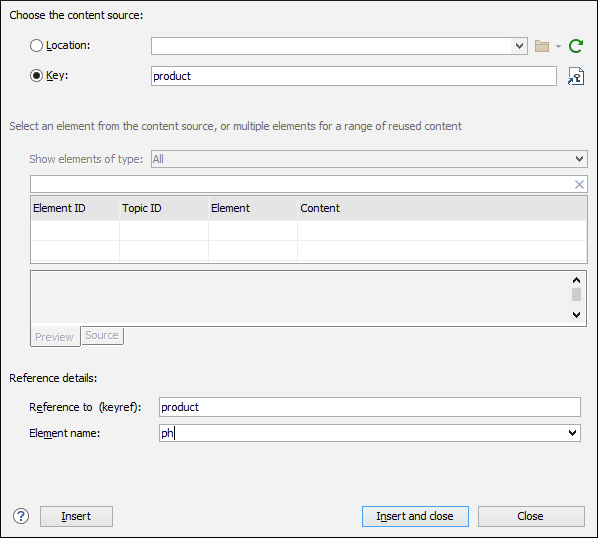 Choose the content source:
Location:
Key: product
Select an element from the content source, or multiple elements for a range of reused content
Show elements of type: All
Element ID Topic ID Element Content
Preview Source
Reference details:
Reference to (keyref): product
Element name: ph
? Insert Insert and close Close